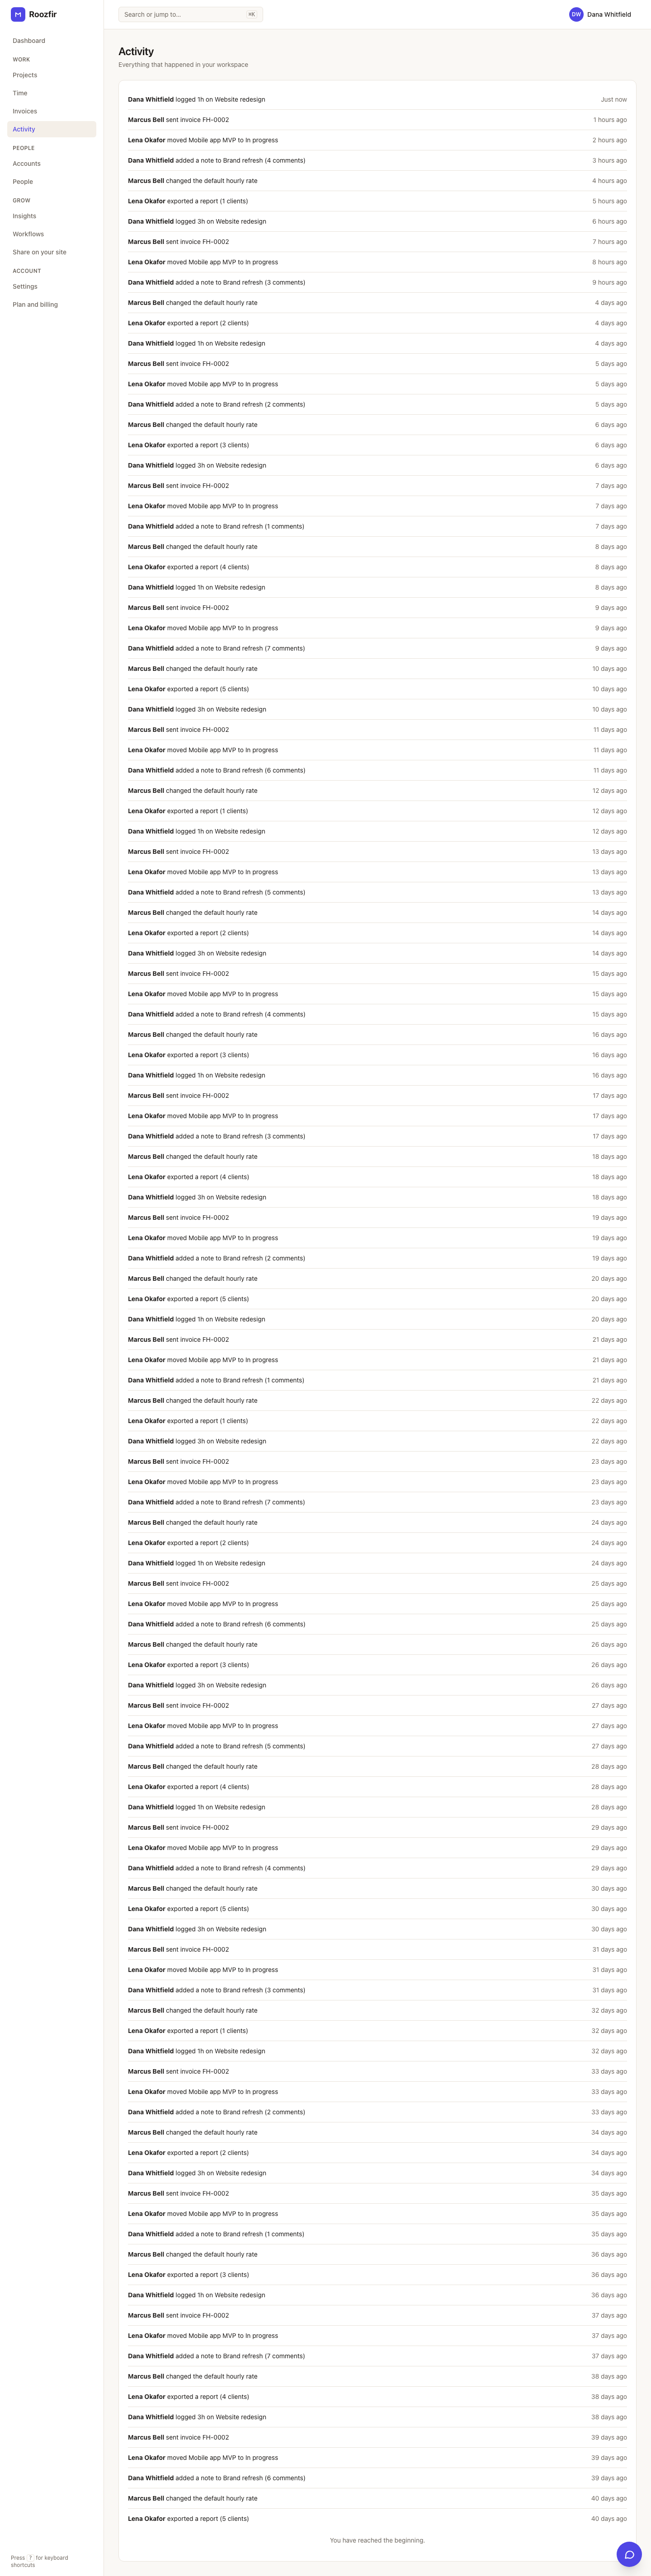 Roozfir
Dashboard
WORK
Projects
Time
Invoices
Activity
PEOPLE
Accounts
People
GROW
Insights
Workflows
Share on your site
ACCOUNT
Settings
Plan and billing
Press ? for keyboard
shortcuts
Search or jump to... ⌘K
DW Dana Whitfield
Activity
Everything that happened in your workspace
Dana Whitfield logged 1h on Website redesign Just now
Marcus Bell sent invoice FH-0002 1 hours ago
Lena Okafor moved Mobile app MVP to In progress 2 hours ago
Dana Whitfield added a note to Brand refresh (4 comments) 3 hours ago
Marcus Bell changed the default hourly rate 4 hours ago
Lena Okafor exported a report (1 clients) 5 hours ago
Dana Whitfield logged 3h on Website redesign 6 hours ago
Marcus Bell sent invoice FH-0002 7 hours ago
Lena Okafor moved Mobile app MVP to In progress 8 hours ago
Dana Whitfield added a note to Brand refresh (3 comments) 9 hours ago
Marcus Bell changed the default hourly rate 4 days ago
Lena Okafor exported a report (2 clients) 4 days ago
Dana Whitfield logged 1h on Website redesign 4 days ago
Marcus Bell sent invoice FH-0002 5 days ago
Lena Okafor moved Mobile app MVP to In progress 5 days ago
Dana Whitfield added a note to Brand refresh (2 comments) 5 days ago
Marcus Bell changed the default hourly rate 6 days ago
Lena Okafor exported a report (3 clients) 6 days ago
Dana Whitfield logged 3h on Website redesign 6 days ago
Marcus Bell sent invoice FH-0002 7 days ago
Lena Okafor moved Mobile app MVP to In progress 7 days ago
Dana Whitfield added a note to Brand refresh (1 comments) 7 days ago
Marcus Bell changed the default hourly rate 8 days ago
Lena Okafor exported a report (4 clients) 8 days ago
Dana Whitfield logged 1h on Website redesign 8 days ago
Marcus Bell sent invoice FH-0002 9 days ago
Lena Okafor moved Mobile app MVP to In progress 9 days ago
Dana Whitfield added a note to Brand refresh (7 comments) 9 days ago
Marcus Bell changed the default hourly rate 10 days ago
Lena Okafor exported a report (5 clients) 10 days ago
Dana Whitfield logged 3h on Website redesign 10 days ago
Marcus Bell sent invoice FH-0002 11 days ago
Lena Okafor moved Mobile app MVP to In progress 11 days ago
Dana Whitfield added a note to Brand refresh (6 comments) 11 days ago
Marcus Bell changed the default hourly rate 12 days ago
Lena Okafor exported a report (1 clients) 12 days ago
Dana Whitfield logged 1h on Website redesign 12 days ago
Marcus Bell sent invoice FH-0002 13 days ago
Lena Okafor moved Mobile app MVP to In progress 13 days ago
Dana Whitfield added a note to Brand refresh (5 comments) 13 days ago
Marcus Bell changed the default hourly rate 14 days ago
Lena Okafor exported a report (2 clients) 14 days ago
Dana Whitfield logged 3h on Website redesign 14 days ago
Marcus Bell sent invoice FH-0002 15 days ago
Lena Okafor moved Mobile app MVP to In progress 15 days ago
Dana Whitfield added a note to Brand refresh (4 comments) 15 days ago
Marcus Bell changed the default hourly rate 16 days ago
Lena Okafor exported a report (3 clients) 16 days ago
Dana Whitfield logged 1h on Website redesign 16 days ago
Marcus Bell sent invoice FH-0002 17 days ago
Lena Okafor moved Mobile app MVP to In progress 17 days ago
Dana Whitfield added a note to Brand refresh (3 comments) 17 days ago
Marcus Bell changed the default hourly rate 18 days ago
Lena Okafor exported a report (4 clients) 18 days ago
Dana Whitfield logged 3h on Website redesign 18 days ago
Marcus Bell sent invoice FH-0002 19 days ago
Lena Okafor moved Mobile app MVP to In progress 19 days ago
Dana Whitfield added a note to Brand refresh (2 comments) 19 days ago
Marcus Bell changed the default hourly rate 20 days ago
Lena Okafor exported a report (5 clients) 20 days ago
Dana Whitfield logged 1h on Website redesign 20 days ago
Marcus Bell sent invoice FH-0002 21 days ago
Lena Okafor moved Mobile app MVP to In progress 21 days ago
Dana Whitfield added a note to Brand refresh (1 comments) 21 days ago
Marcus Bell changed the default hourly rate 22 days ago
Lena Okafor exported a report (1 clients) 22 days ago
Dana Whitfield logged 3h on Website redesign 22 days ago
Marcus Bell sent invoice FH-0002 23 days ago
Lena Okafor moved Mobile app MVP to In progress 23 days ago
Dana Whitfield added a note to Brand refresh (7 comments) 23 days ago
Marcus Bell changed the default hourly rate 24 days ago
Lena Okafor exported a report (2 clients) 24 days ago
Dana Whitfield logged 1h on Website redesign 24 days ago
Marcus Bell sent invoice FH-0002 25 days ago
Lena Okafor moved Mobile app MVP to In progress 25 days ago
Dana Whitfield added a note to Brand refresh (6 comments) 25 days ago
Marcus Bell changed the default hourly rate 26 days ago
Lena Okafor exported a report (3 clients) 26 days ago
Dana Whitfield logged 3h on Website redesign 26 days ago
Marcus Bell sent invoice FH-0002 27 days ago
Lena Okafor moved Mobile app MVP to In progress 27 days ago
Dana Whitfield added a note to Brand refresh (5 comments) 27 days ago
Marcus Bell changed the default hourly rate 28 days ago
Lena Okafor exported a report (4 clients) 28 days ago
Dana Whitfield logged 1h on Website redesign 28 days ago
Marcus Bell sent invoice FH-0002 29 days ago
Lena Okafor moved Mobile app MVP to In progress 29 days ago
Dana Whitfield added a note to Brand refresh (4 comments) 29 days ago
Marcus Bell changed the default hourly rate 30 days ago
Lena Okafor exported a report (5 clients) 30 days ago
Dana Whitfield logged 3h on Website redesign 30 days ago
Marcus Bell sent invoice FH-0002 31 days ago
Lena Okafor moved Mobile app MVP to In progress 31 days ago
Dana Whitfield added a note to Brand refresh (3 comments) 31 days ago
Marcus Bell changed the default hourly rate 32 days ago
Lena Okafor exported a report (1 clients) 32 days ago
Dana Whitfield logged 1h on Website redesign 32 days ago
Marcus Bell sent invoice FH-0002 33 days ago
Lena Okafor moved Mobile app MVP to In progress 33 days ago
Dana Whitfield added a note to Brand refresh (2 comments) 33 days ago
Marcus Bell changed the default hourly rate 34 days ago
Lena Okafor exported a report (2 clients) 34 days ago
Dana Whitfield logged 3h on Website redesign 34 days ago
Marcus Bell sent invoice FH-0002 35 days ago
Lena Okafor moved Mobile app MVP to In progress 35 days ago
Dana Whitfield added a note to Brand refresh (1 comments) 35 days ago
Marcus Bell changed the default hourly rate 36 days ago
Lena Okafor exported a report (3 clients) 36 days ago
Dana Whitfield logged 1h on Website redesign 36 days ago
Marcus Bell sent invoice FH-0002 37 days ago
Lena Okafor moved Mobile app MVP to In progress 37 days ago
Dana Whitfield added a note to Brand refresh (7 comments) 37 days ago
Marcus Bell changed the default hourly rate 38 days ago
Lena Okafor exported a report (4 clients) 38 days ago
Dana Whitfield logged 3h on Website redesign 38 days ago
Marcus Bell sent invoice FH-0002 39 days ago
Lena Okafor moved Mobile app MVP to In progress 39 days ago
Dana Whitfield added a note to Brand refresh (6 comments) 39 days ago
Marcus Bell changed the default hourly rate 40 days ago
Lena Okafor exported a report (5 clients) 40 days ago
You have reached the beginning.